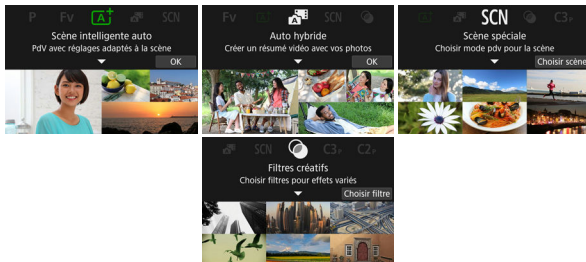 P Fv A+ SCN
Scène intelligente auto
PdV avec réglages adaptés à la scène
OK
Fv A+ SCN
Auto hybride
Créer un résumé vidéo avec vos photos
OK
A+ SCN C3
Scène spéciale
Choisir mode pdv pour la scène
Choisir scène
SCN C3 C2
Filtres créatifs
Choisir filtres pour effets variés
Choisir filtre